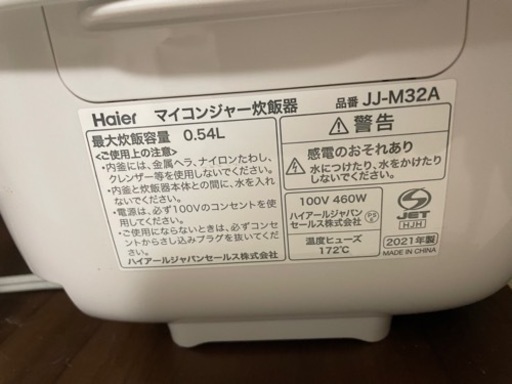 Haier マイコンジャー炊飯器 品番 JJ-M32A
最大炊飯容量 0.54L
<ご使用上の注意>
・内釜には、金属ヘラ、ナイロンたわし、
クレンザー等を使用しないでください。
・内釜と炊飯器本体との間に、水を入れ
ないでください。
・電源は、必ず100Vのコンセントを使
用してください。
・ご使用にならないときは、必ずコンセ
ントからさし込みプラグを抜いてくだ
さい。
ハイアールジャパンセールス株式会社
警告
感電のおそれあり
水につけたり、水をかけたり
しないでください。
100V 460W
ハイアールジャパン
セールス株式会社
温度ヒューズ
172℃
S
JET
HJH
2021年製
MADE IN CHINA